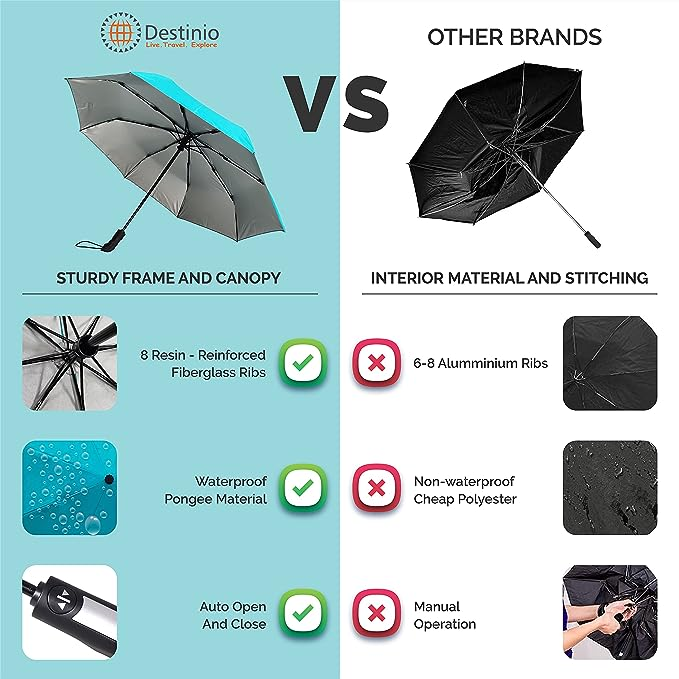 Destinio
Live. Travel. Explore
VS
OTHER BRANDS
STURDY FRAME AND CANOPY
INTERIOR MATERIAL AND STITCHING
8 Resin - Reinforced
Fiberglass Ribs
6-8 Alumminium Ribs
Waterproof
Pongee Material
Non-waterproof
Cheap Polyester
Auto Open
And Close
Manual
Operation